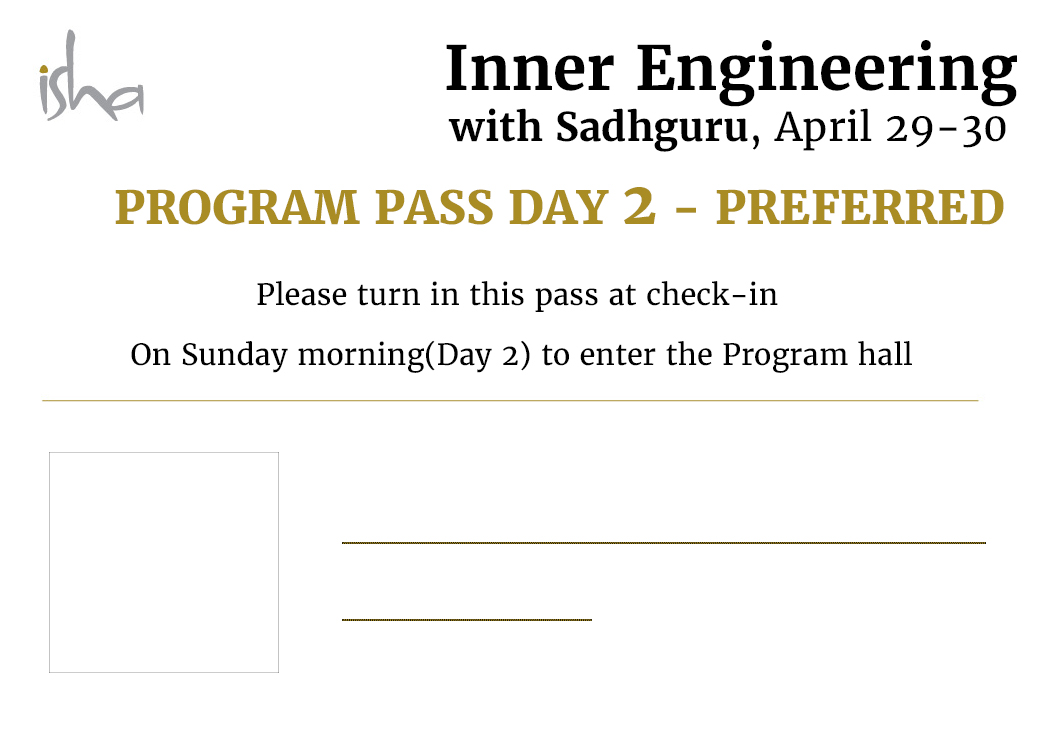 isha
Inner Engineering
with Sadhguru, April 29-30
PROGRAM PASS DAY 2 - PREFERRED
Please turn in this pass at check-in
On Sunday morning(Day 2) to enter the Program hall